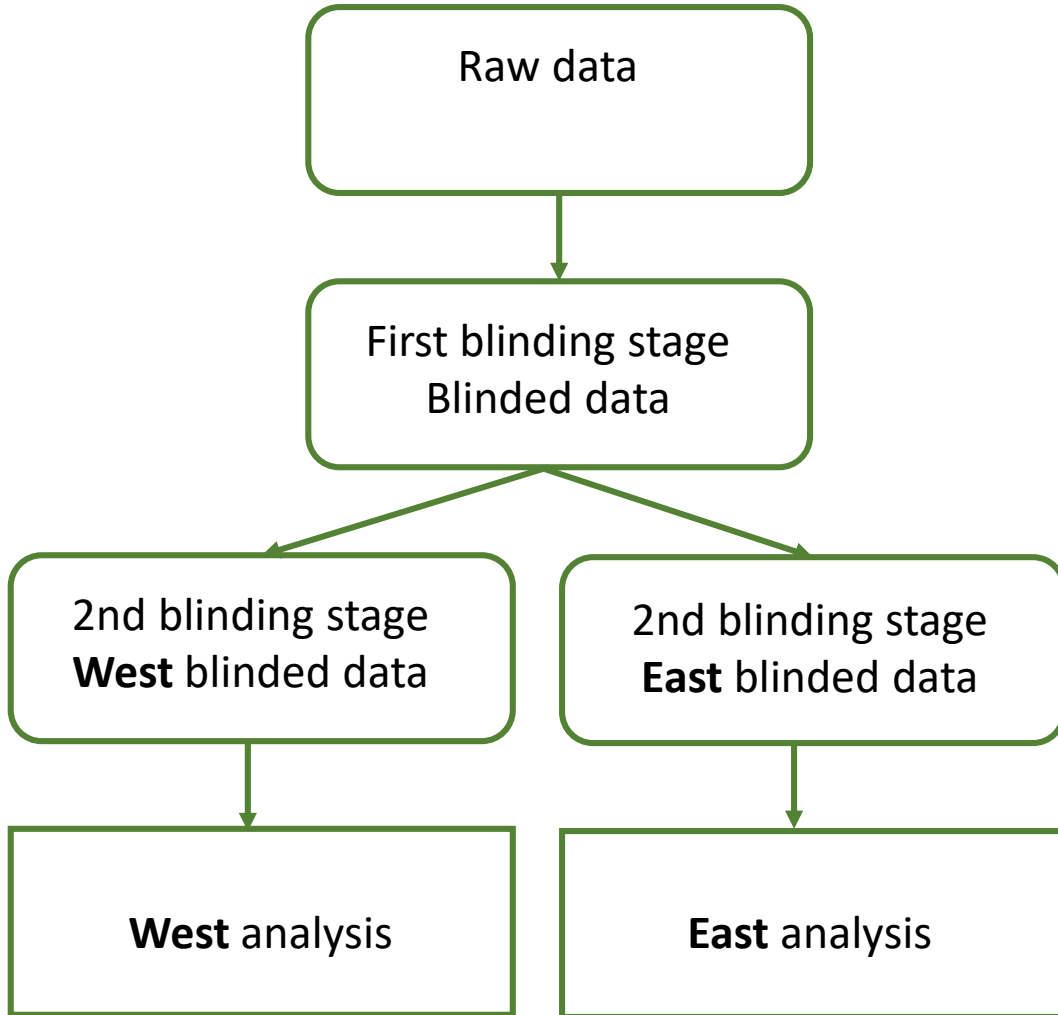 Raw data
First blinding stage
Blinded data
2nd blinding stage
West blinded data
2nd blinding stage
East blinded data
West analysis
East analysis